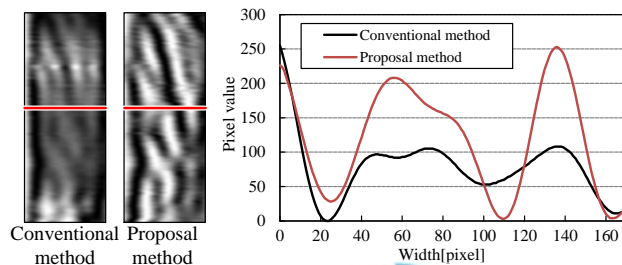 Conventional method
Proposal method
Pixel value
350
300
250
200
150
100
50
0
Conventional method
Proposal method
0 20 40 60 80 100 120 140 160
Width[pixel]